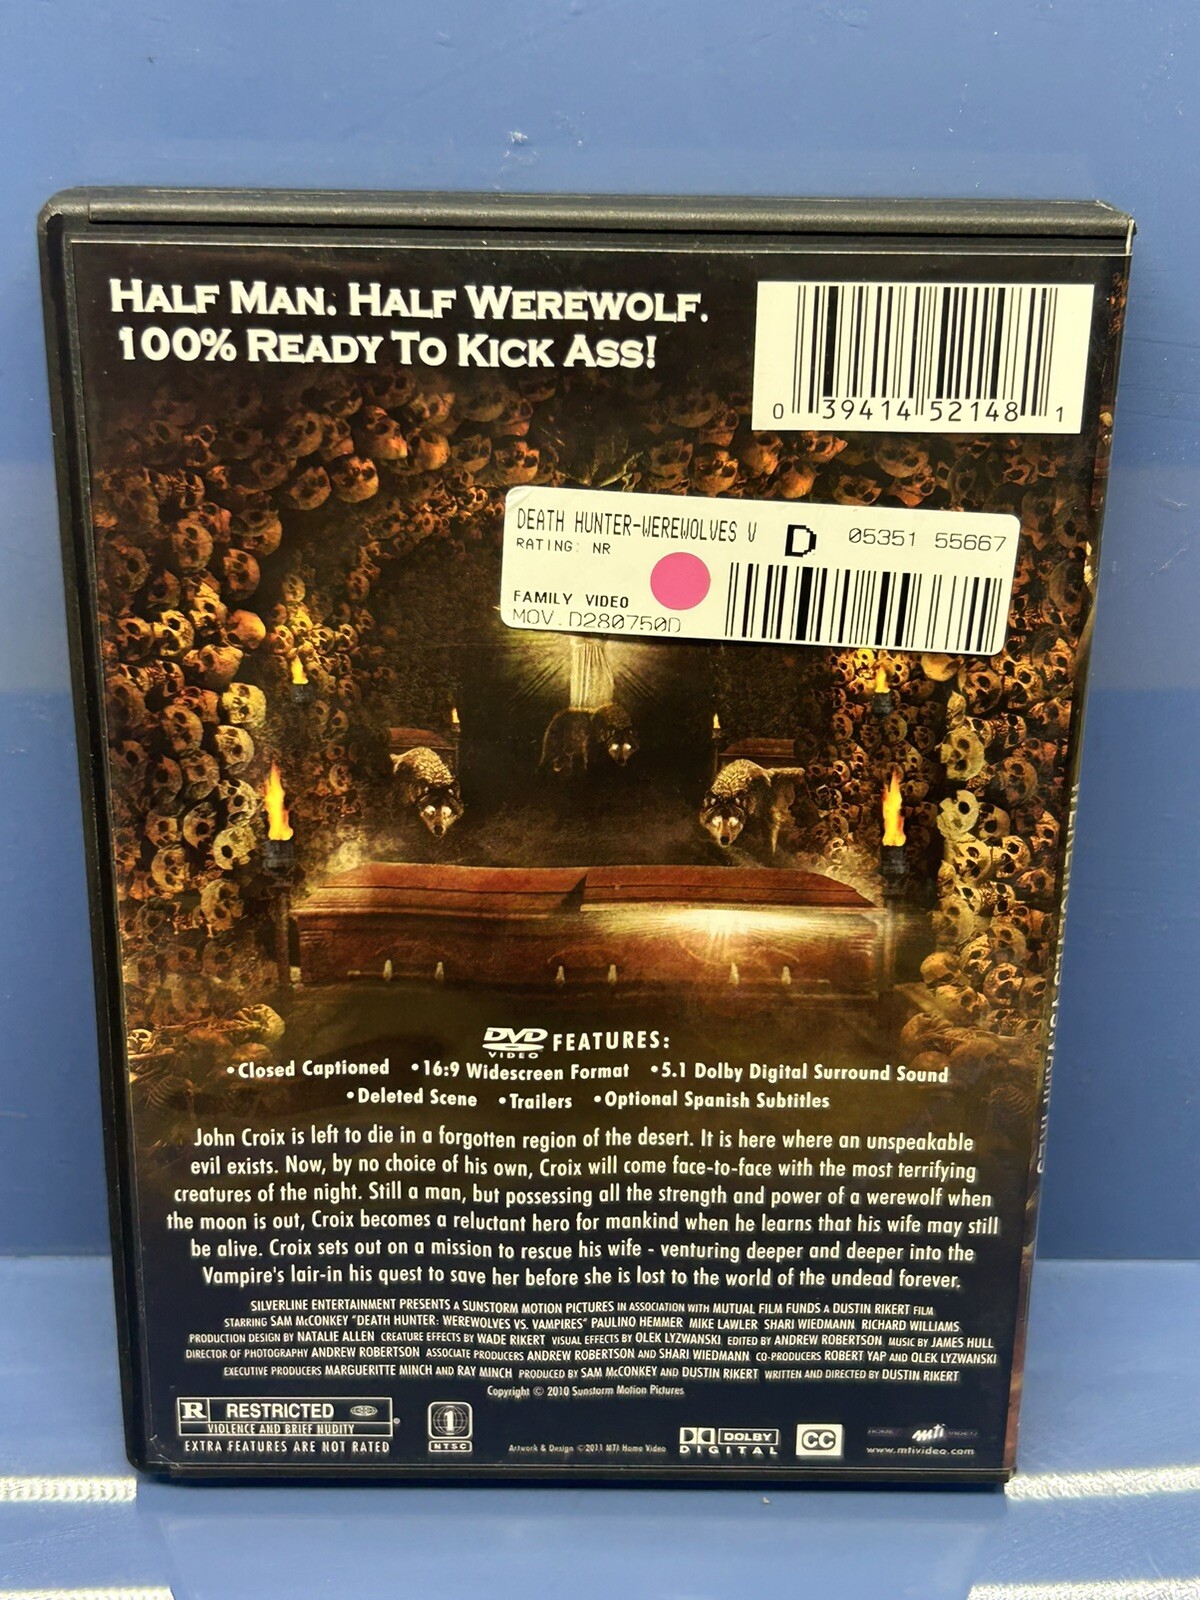 HALF MAN. HALF WEREWOLF.
100% READY TO KICK ASS!
0 39414 52148 1
DEATH HUNTER-WEREWOLVES V D 05351 55667
RATING: NR
FAMILY VIDEO
MOV.D280750D
DVD VIDEO FEATURES:
•Closed Captioned •16:9 Widescreen Format •5.1 Dolby Digital Surround Sound
•Deleted Scene •Trailers •Optional Spanish Subtitles
John Croix is left to die in a forgotten region of the desert. It is here where an unspeakable
evil exists. Now, by no choice of his own, Croix will come face-to-face with the most terrifying
creatures of the night. Still a man, but possessing all the strength and power of a werewolf when
the moon is out, Croix becomes a reluctant hero for mankind when he learns that his wife may still
be alive. Croix sets out on a mission to rescue his wife - venturing deeper and deeper into the
Vampire's lair-in his quest to save her before she is lost to the world of the undead forever.
SILVERLINE ENTERTAINMENT PRESENTS A SUNSTORM MOTION PICTURES IN ASSOCIATION WITH MUTUAL FILM FUNDS A DUSTIN RIKERT FILM
STARRING SAM McCONKEY "DEATH HUNTER: WEREWOLVES VS. VAMPIRES" PAULINO HEMMER MIKE LAWLER SHARI WIEDMANN RICHARD WILLIAMS
PRODUCTION DESIGN BY NATALIE ALLEN CREATURE EFFECTS BY WADE RIKERT VISUAL EFFECTS BY OLEK LYZWANSKI EDITED BY ANDREW ROBERTSON MUSIC BY JAMES HULL
DIRECTOR OF PHOTOGRAPHY ANDREW ROBERTSON ASSOCIATE PRODUCERS ANDREW ROBERTSON AND SHARI WIEDMANN CO-PRODUCERS ROBERT YAP AND OLEK LYZWANSKI
EXECUTIVE PRODUCERS MARGUERITTE MINCH AND RAY MINCH PRODUCED BY SAM McCONKEY AND DUSTIN RIKERT WRITTEN AND DIRECTED BY DUSTIN RIKERT
Copyright © 2010 Sunstorm Motion Pictures
R RESTRICTED
VIOLENCE AND BRIEF NUDITY
EXTRA FEATURES ARE NOT RATED
1
NTSC
Artwork & Design ©2011 MTI Home Video
DOLBY
DIGITAL
CC
HOME mti VIDEO
www.mtivideo.com
WEREWOLVES VS. VAMPIRES